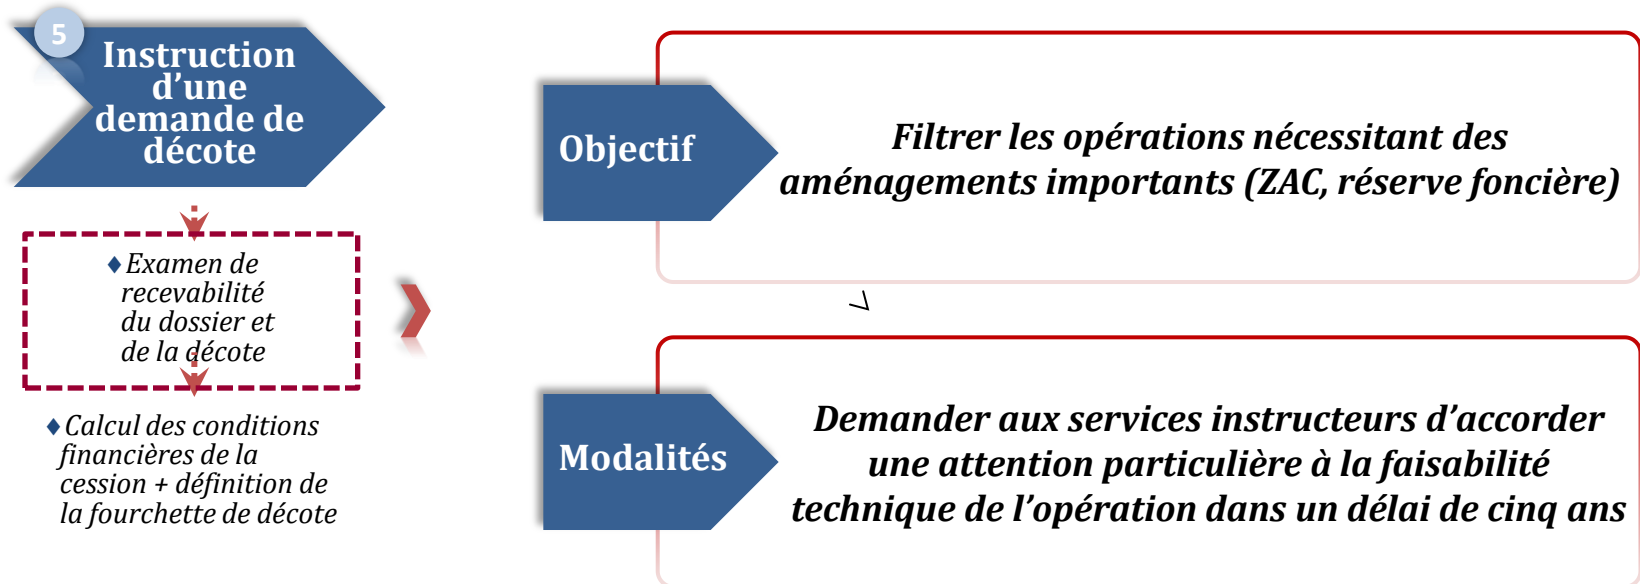 5
Instruction
d’une
demande de
décote
♦ Examen de
recevabilité
du dossier et
de la décote
♦ Calcul des conditions
financières de la
cession + définition de
la fourchette de décote
Objectif
Filtrer les opérations nécessitant des
aménagements importants (ZAC, réserve foncière)
Modalités
Demander aux services instructeurs d’accorder
une attention particulière à la faisabilité
technique de l’opération dans un délai de cinq ans